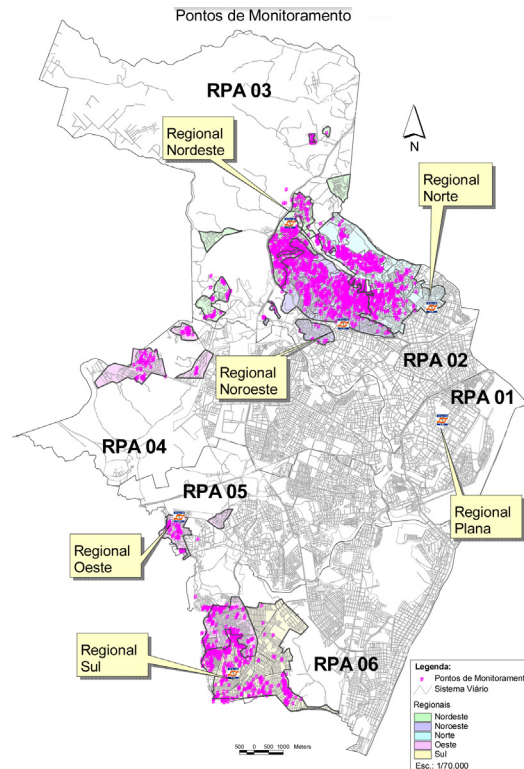 Pontos de Monitoramento
RPA 03
Regional
Nordeste
N
Regional
Norte
RPA 02
Regional
Noroeste
RPA 01
RPA 04
RPA 05
Regional
Plana
Regional
Oeste
Regional
Sul
RPA 06
Legenda:
Pontos de Monitorament
Sistema Viário
Regionais
Nordeste
Noroeste
Norte
Oeste
Sul
500 0 500 1000 Meters
Esc.: 1/70.000